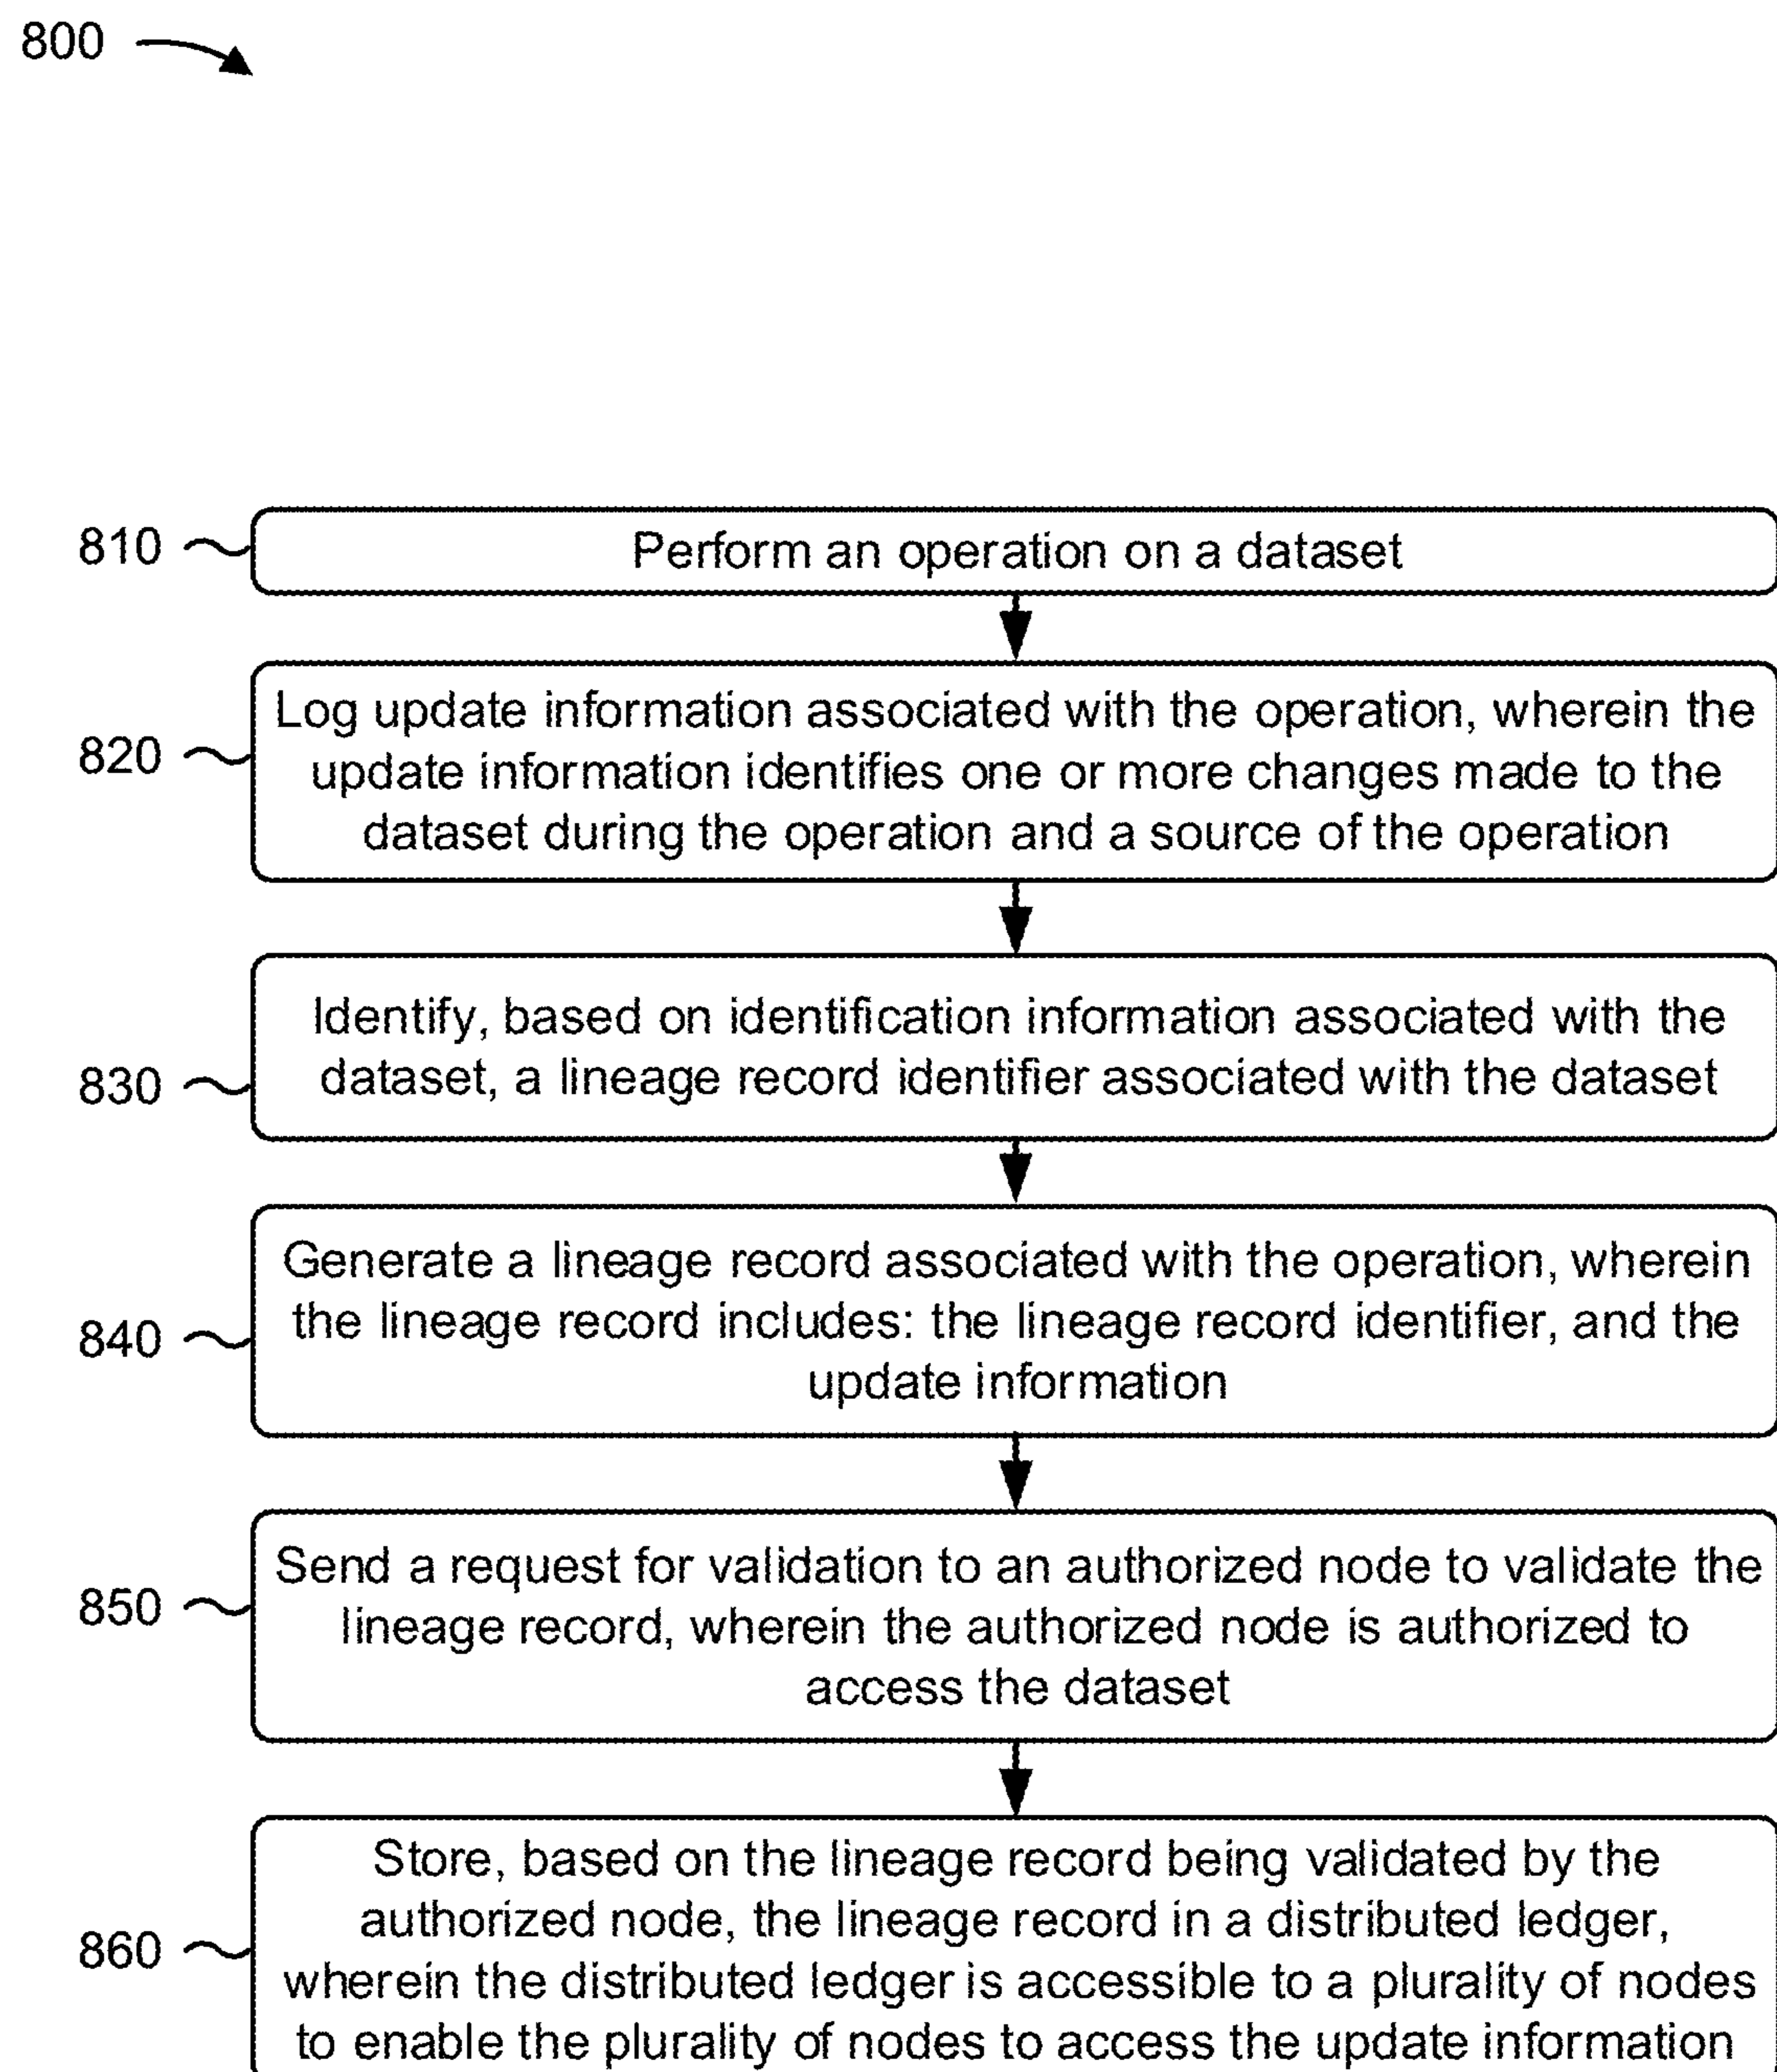 800
810
Perform an operation on a dataset
820
Log update information associated with the operation, wherein the
update information identifies one or more changes made to the
dataset during the operation and a source of the operation
830
Identify, based on identification information associated with the
dataset, a lineage record identifier associated with the dataset
840
Generate a lineage record associated with the operation, wherein
the lineage record includes: the lineage record identifier, and the
update information
850
Send a request for validation to an authorized node to validate the
lineage record, wherein the authorized node is authorized to
access the dataset
860
Store, based on the lineage record being validated by the
authorized node, the lineage record in a distributed ledger,
wherein the distributed ledger is accessible to a plurality of nodes
to enable the plurality of nodes to access the update information